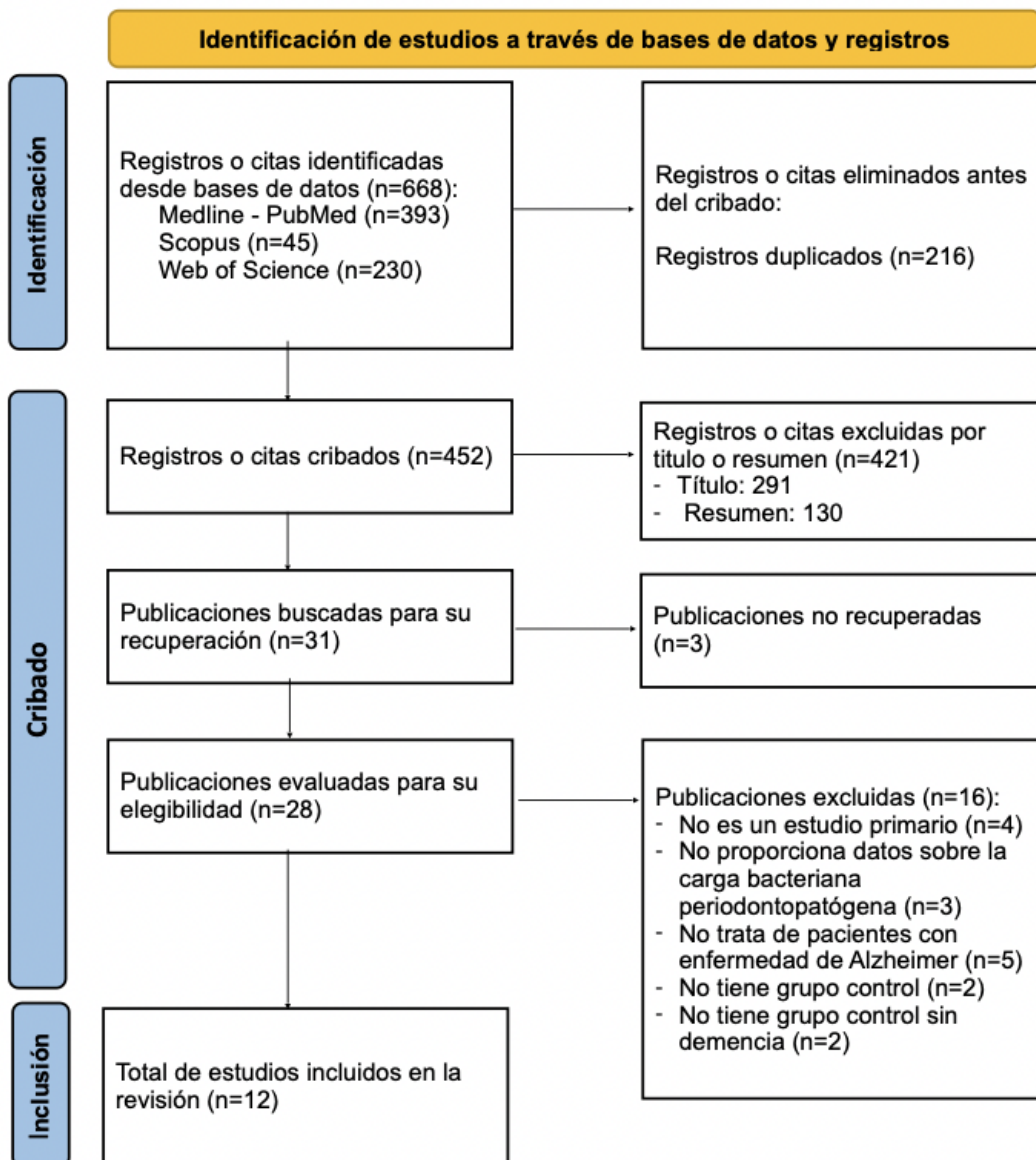 Identificación de estudios a través de bases de datos y registros
Identificación
Registros o citas identificadas
desde bases de datos (n=668):
Medline - PubMed (n=393)
Scopus (n=45)
Web of Science (n=230)
Registros o citas eliminados antes
del cribado:
Registros duplicados (n=216)
Cribado
Registros o citas cribados (n=452)
Registros o citas excluidas por
titulo o resumen (n=421)
- Título: 291
- Resumen: 130
Publicaciones buscadas para su
recuperación (n=31)
Publicaciones no recuperadas
(n=3)
Publicaciones evaluadas para su
elegibilidad (n=28)
Publicaciones excluidas (n=16):
- No es un estudio primario (n=4)
- No proporciona datos sobre la
carga bacteriana
periodontopatógena (n=3)
- No trata de pacientes con
enfermedad de Alzheimer (n=5)
- No tiene grupo control (n=2)
- No tiene grupo control sin
demencia (n=2)
Inclusión
Total de estudios incluidos en la
revisión (n=12)